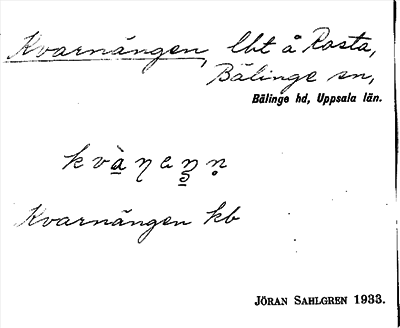 Kvarnängen, lht å Rosta,
Bälinge sn,
Bälinge hd, Uppsala län.
Kvarnängen kb
JÖRAN SAHLGREN 1933.